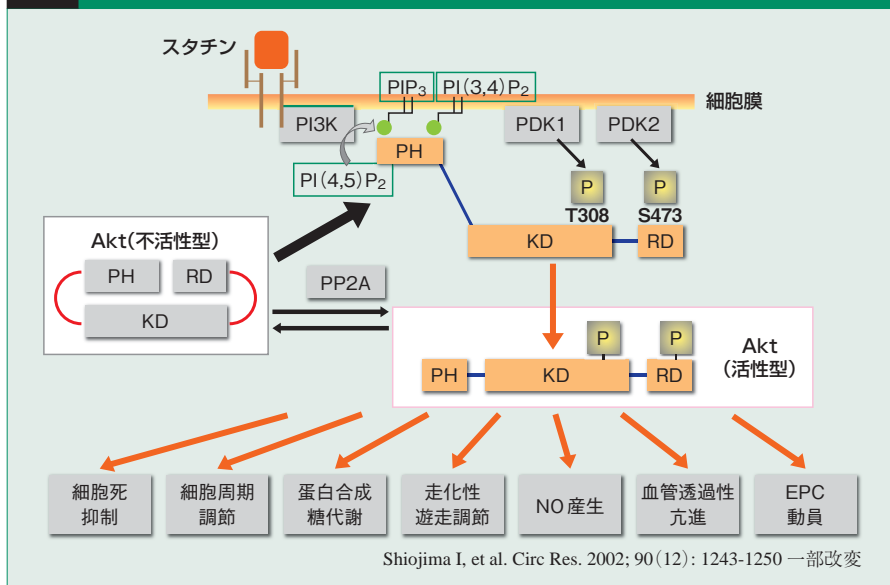 スタチン
PIP3
PI(3,4)P2
細胞膜
PI3K
PDK1
PDK2
PH
PI(4,5)P2
P
P
T308
S473
KD
RD
Akt(不活性型)
PH
RD
KD
PP2A
P
P
Akt
(活性型)
PH
KD
RD
細胞死
抑制
細胞周期
調節
蛋白合成
糖代謝
走化性
遊走調節
NO産生
血管透過性
亢進
EPC
動員
Shiojima I, et al. Circ Res. 2002; 90(12): 1243-1250 一部改変